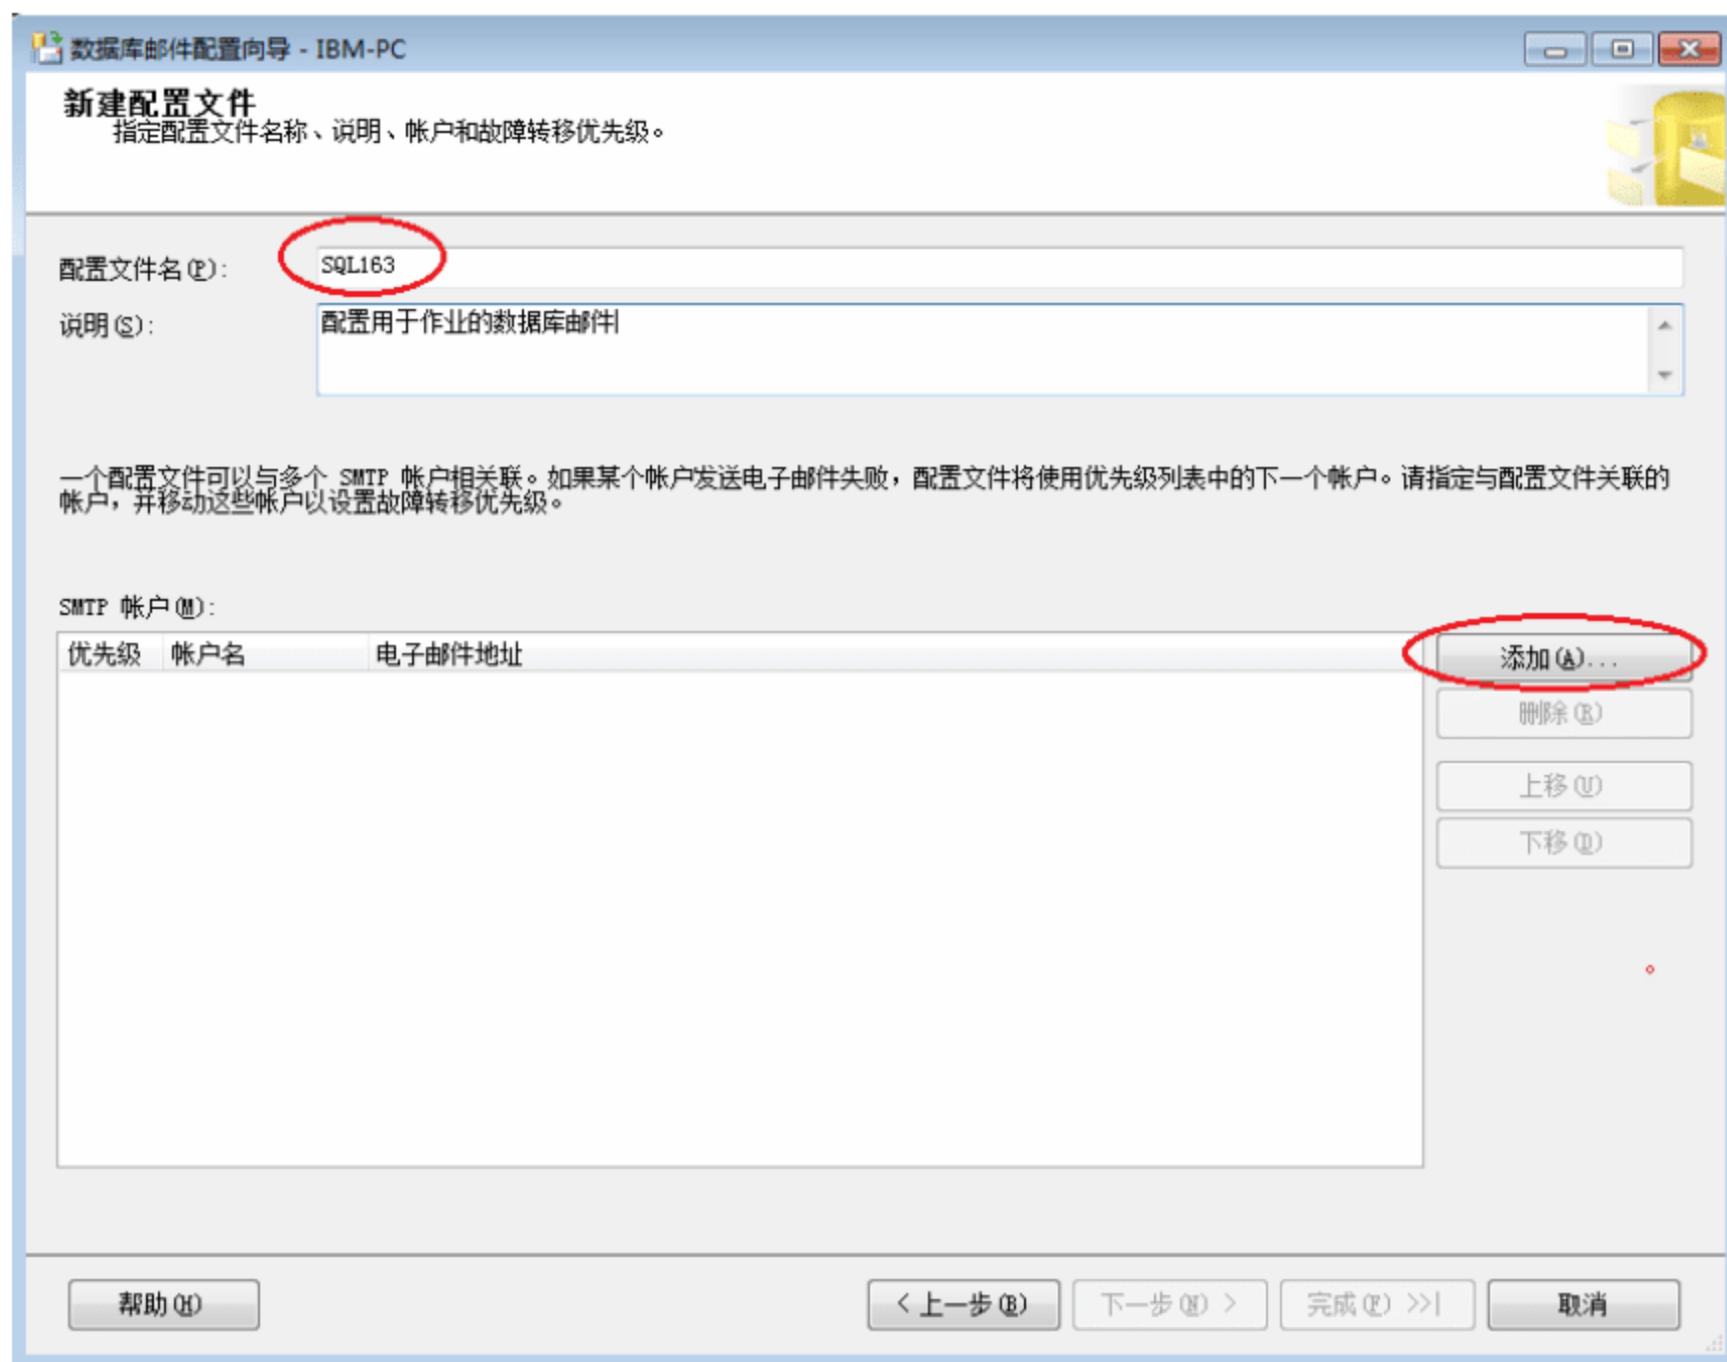 数据库邮件配置向导 - IBM-PC
新建配置文件
指定配置文件名称、说明、帐户和故障转移优先级。
配置文件名(P):
SQL163
说明(S):
配置用于作业的数据库邮件
一个配置文件可以与多个 SMTP 帐户相关联。如果某个帐户发送电子邮件失败，配置文件将使用优先级列表中的下一个帐户。请指定与配置文件关联的
帐户，并移动这些帐户以设置故障转移优先级。
SMTP 帐户(M):
优先级 帐户名 电子邮件地址
添加(A)...
删除(R)
上移(U)
下移(D)
帮助(H)
< 上一步(B)
下一步(N) >
完成(F) >>|
取消